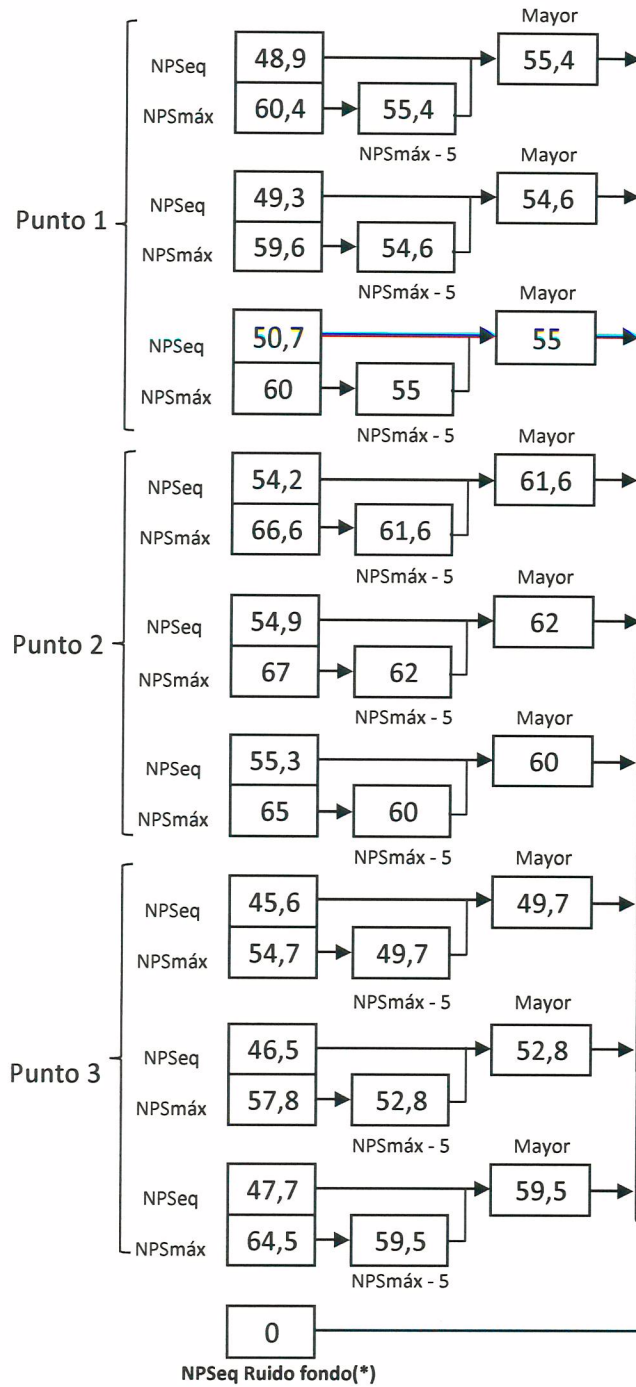 Mayor
NPSeq 48,9 55,4
NPSmáx 60,4 55,4
NPSmáx - 5 Mayor
NPSeq 49,3 54,6
Punto 1
NPSmáx 59,6 54,6
NPSmáx - 5 Mayor
NPSeq 50,7 55
NPSmáx 60 55
NPSmáx - 5 Mayor
NPSeq 54,2 61,6
NPSmáx 66,6 61,6
NPSmáx - 5 Mayor
NPSeq 54,9 62
Punto 2
NPSmáx 67 62
NPSmáx - 5 Mayor
NPSeq 55,3 60
NPSmáx 65 60
NPSmáx - 5 Mayor
NPSeq 45,6 49,7
NPSmáx 54,7 49,7
NPSmáx - 5 Mayor
NPSeq 46,5 52,8
Punto 3
NPSmáx 57,8 52,8
NPSmáx - 5 Mayor
NPSeq 47,7 59,5
NPSmáx 64,5 59,5
NPSmáx - 5
0
NPSeq Ruido fondo(*)